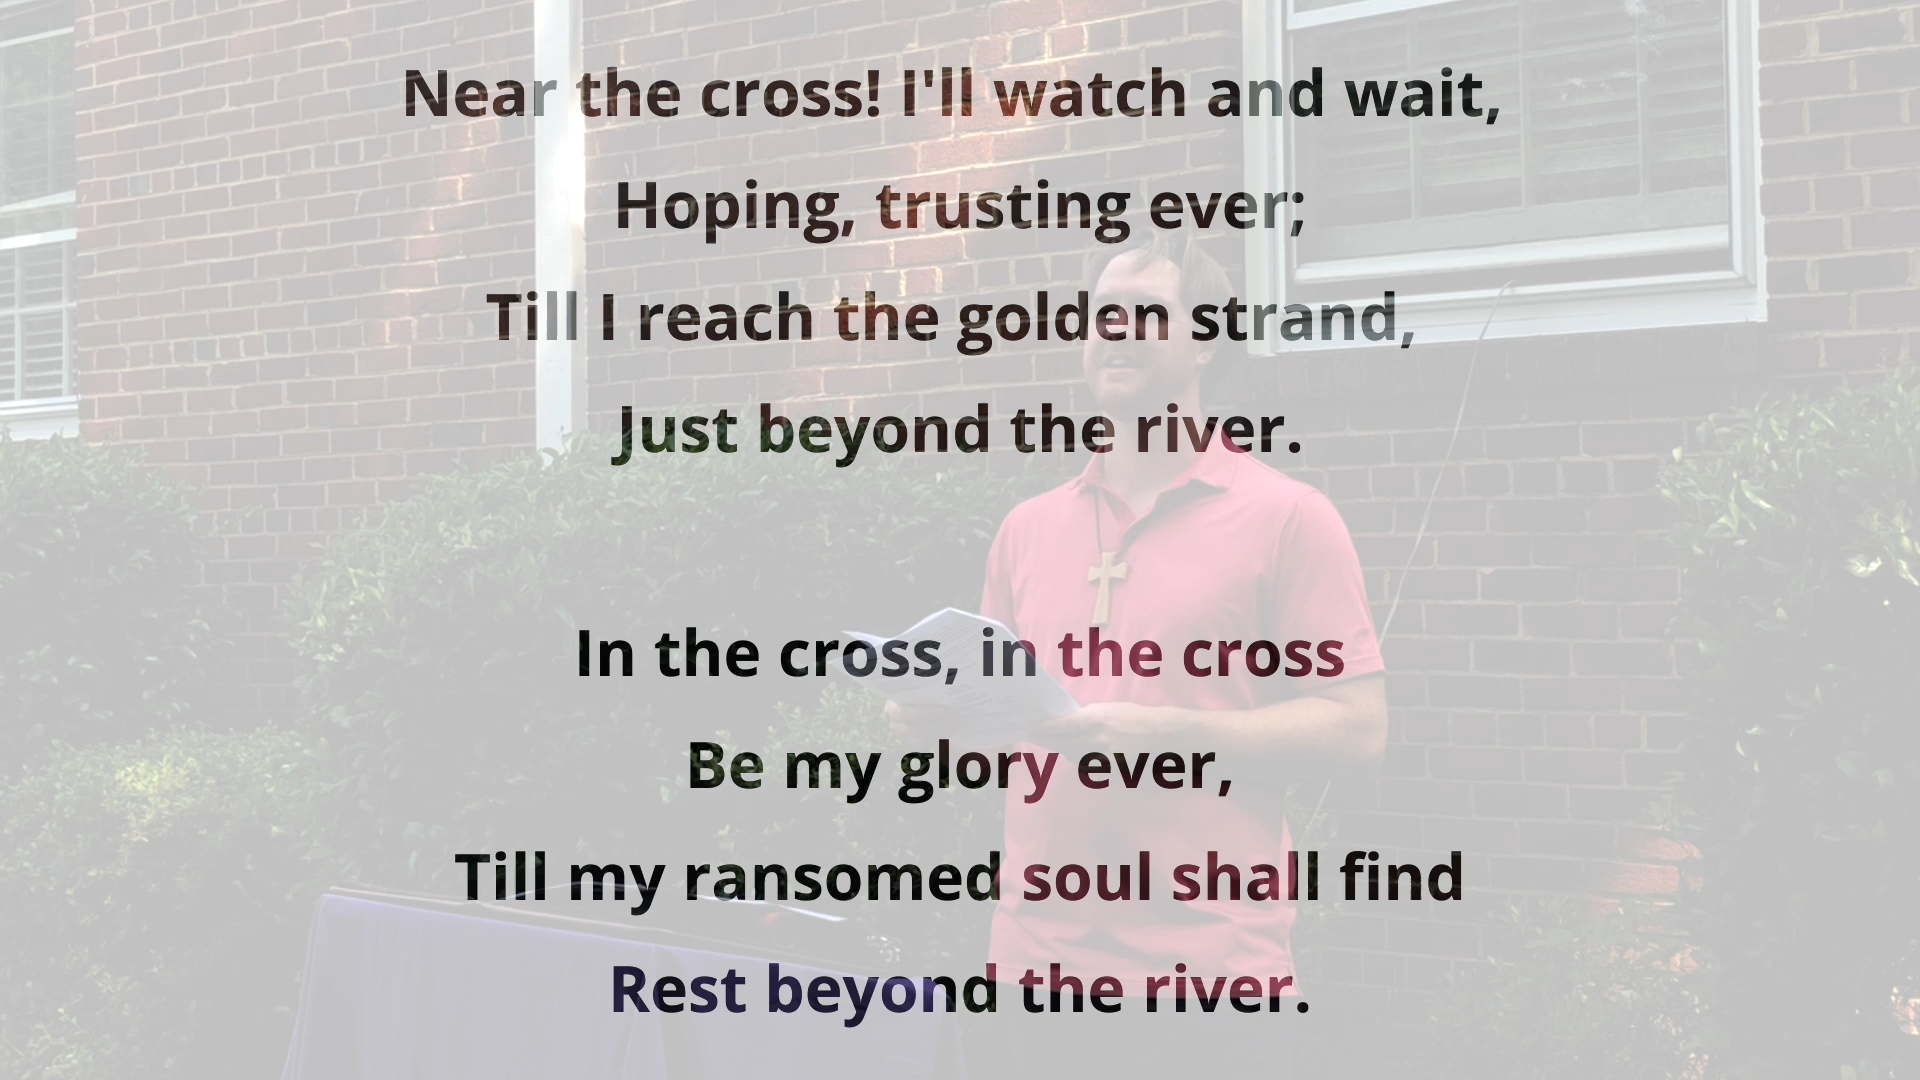 Near the cross! I'll watch and wait,
Hoping, trusting ever;
Till I reach the golden strand,
Just beyond the river.
In the cross, in the cross
Be my glory ever,
Till my ransomed soul shall find
Rest beyond the river.